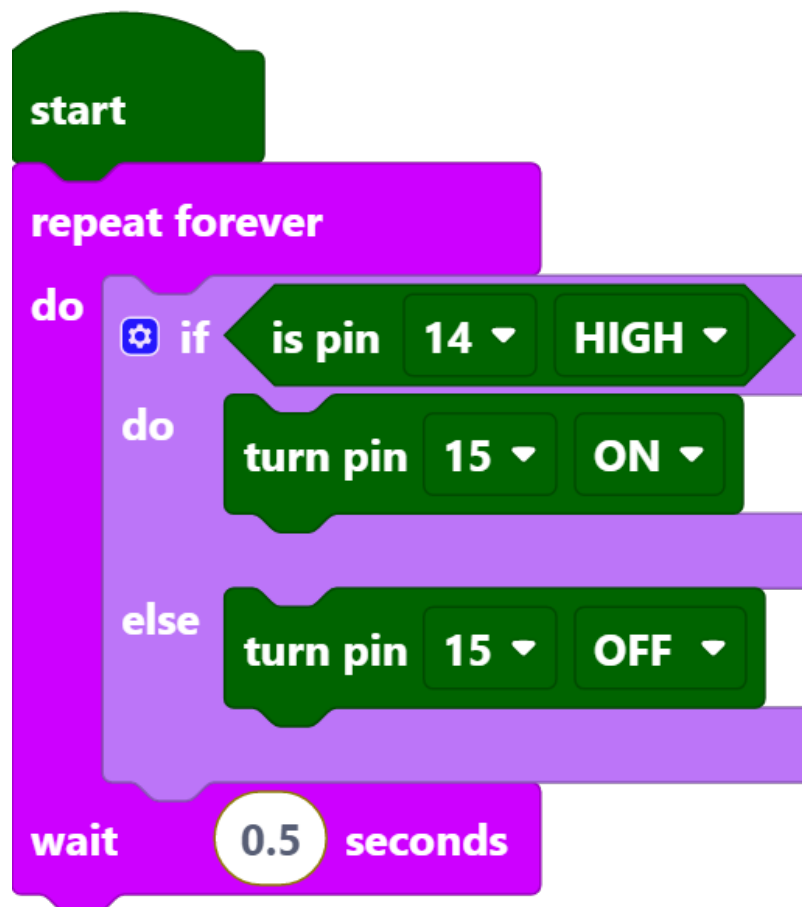 start
repeat forever
do
if is pin 14 HIGH
do
turn pin 15 ON
else
turn pin 15 OFF
wait 0.5 seconds